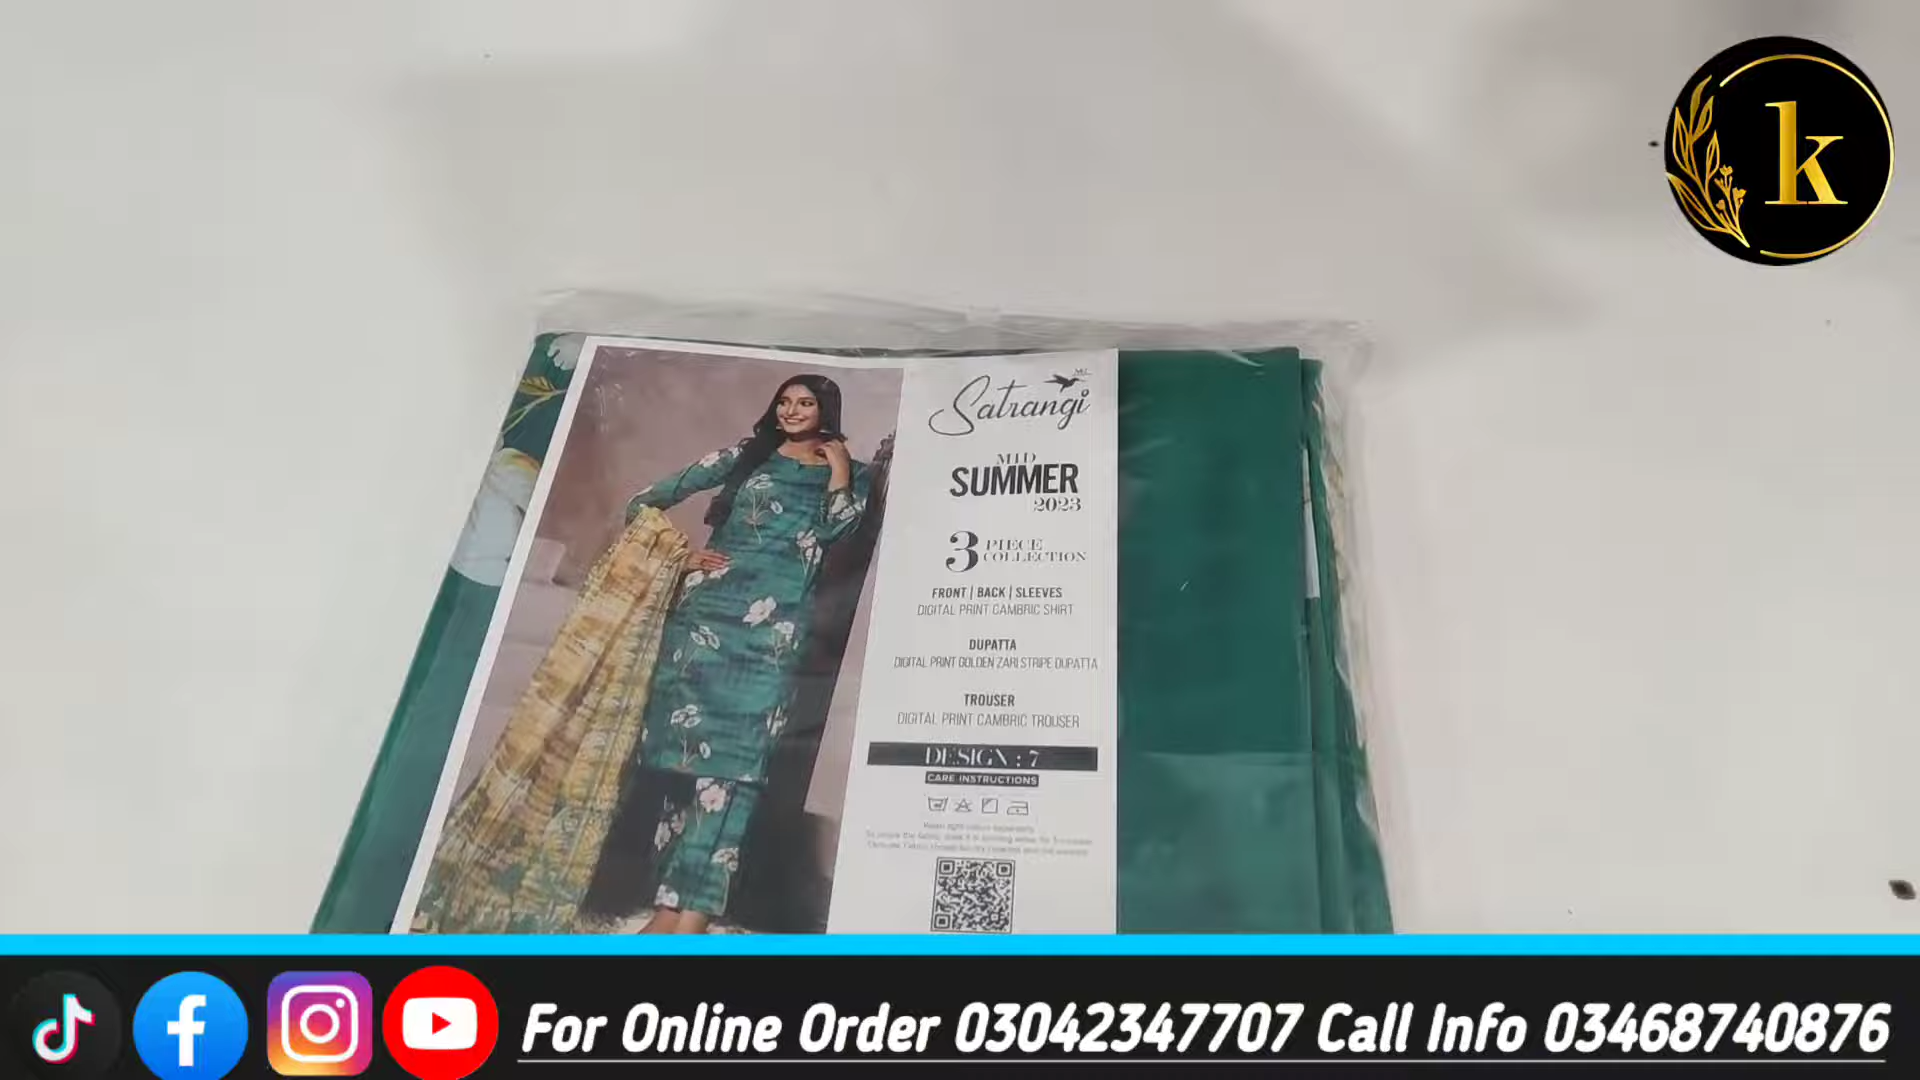 k
Satrangi
MID
SUMMER
2023
3 PIECE
COLLECTION
FRONT | BACK | SLEEVES
DIGITAL PRINT CAMBRIC SHIRT
DUPATTA
DIGITAL PRINT GOLDEN ZARI STRIPE DUPATTA
TROUSER
DIGITAL PRINT CAMBRIC TROUSER
DESIGN : 7
CARE INSTRUCTIONS
For Online Order 03042347707 Call Info 03468740876